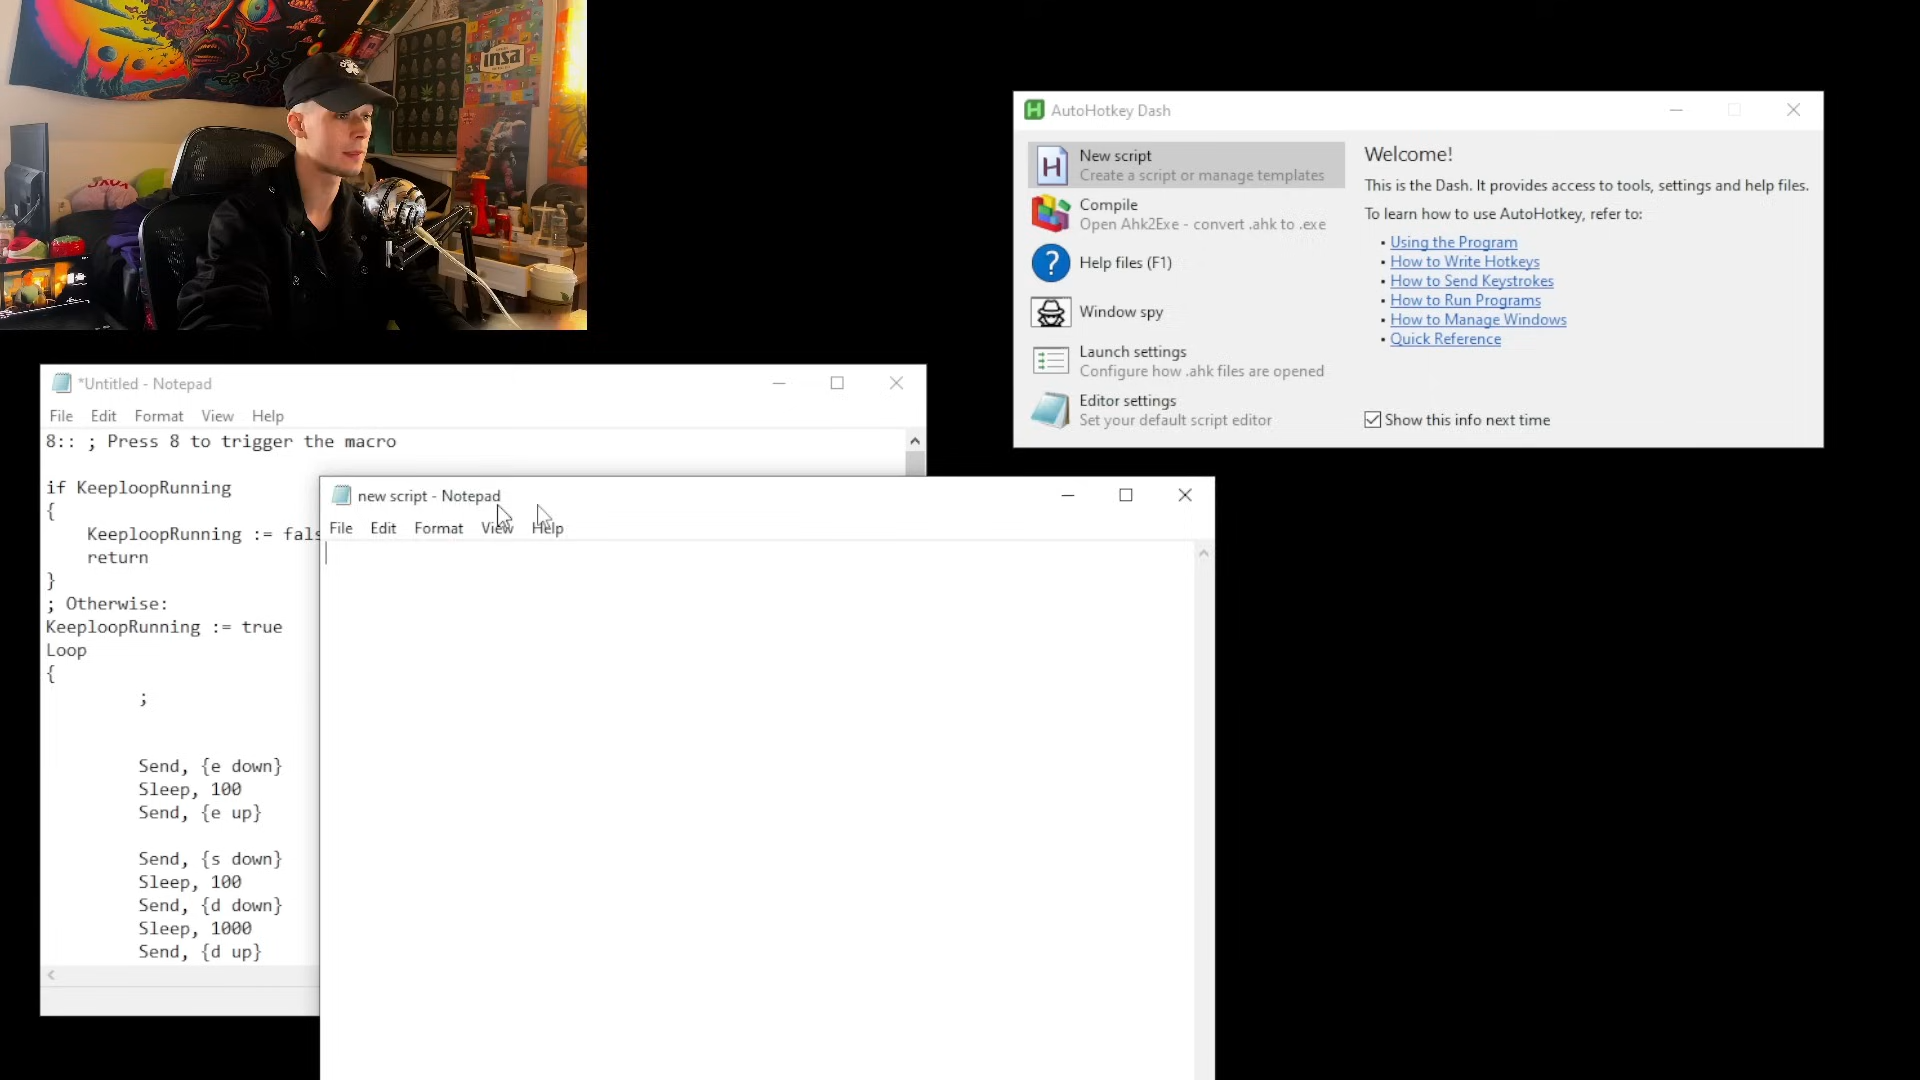 insa
AutoHotkey Dash
New script
Create a script or manage templates
Compile
Open Ahk2Exe - convert .ahk to .exe
Help files (F1)
Window spy
Launch settings
Configure how .ahk files are opened
Editor settings
Set your default script editor
Welcome!
This is the Dash. It provides access to tools, settings and help files.
To learn how to use AutoHotkey, refer to:
• Using the Program
• How to Write Hotkeys
• How to Send Keystrokes
• How to Run Programs
• How to Manage Windows
• Quick Reference
Show this info next time
*Untitled - Notepad
File Edit Format View Help
8:: ; Press 8 to trigger the macro
if KeeploopRunning
{
KeeploopRunning := fals
return
}
; Otherwise:
KeeploopRunning := true
Loop
{
;
Send, {e down}
Sleep, 100
Send, {e up}
Send, {s down}
Sleep, 100
Send, {d down}
Sleep, 1000
Send, {d up}
new script - Notepad
File Edit Format View Help